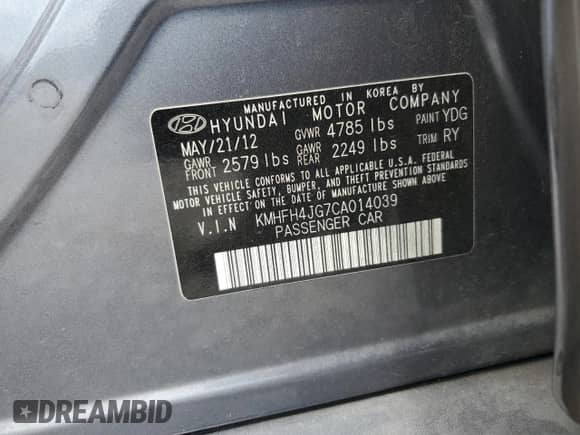 MANUFACTURED IN KOREA BY
HYUNDAI MOTOR COMPANY
MAY/21/12 GVWR 4785 lbs PAINT YDG
GAWR FRONT 2579 lbs GAWR REAR 2249 lbs TRIM RY
THIS VEHICLE CONFORMS TO ALL APPLICABLE U.S.A. FEDERAL
MOTOR VEHICLE SAFETY, BUMPER, AND THEFT PREVENTION STANDARDS
IN EFFECT ON THE DATE OF MANUFACTURE SHOWN ABOVE.
V.I.N KMHFH4JG7CA014039
PASSENGER CAR
DREAMBID